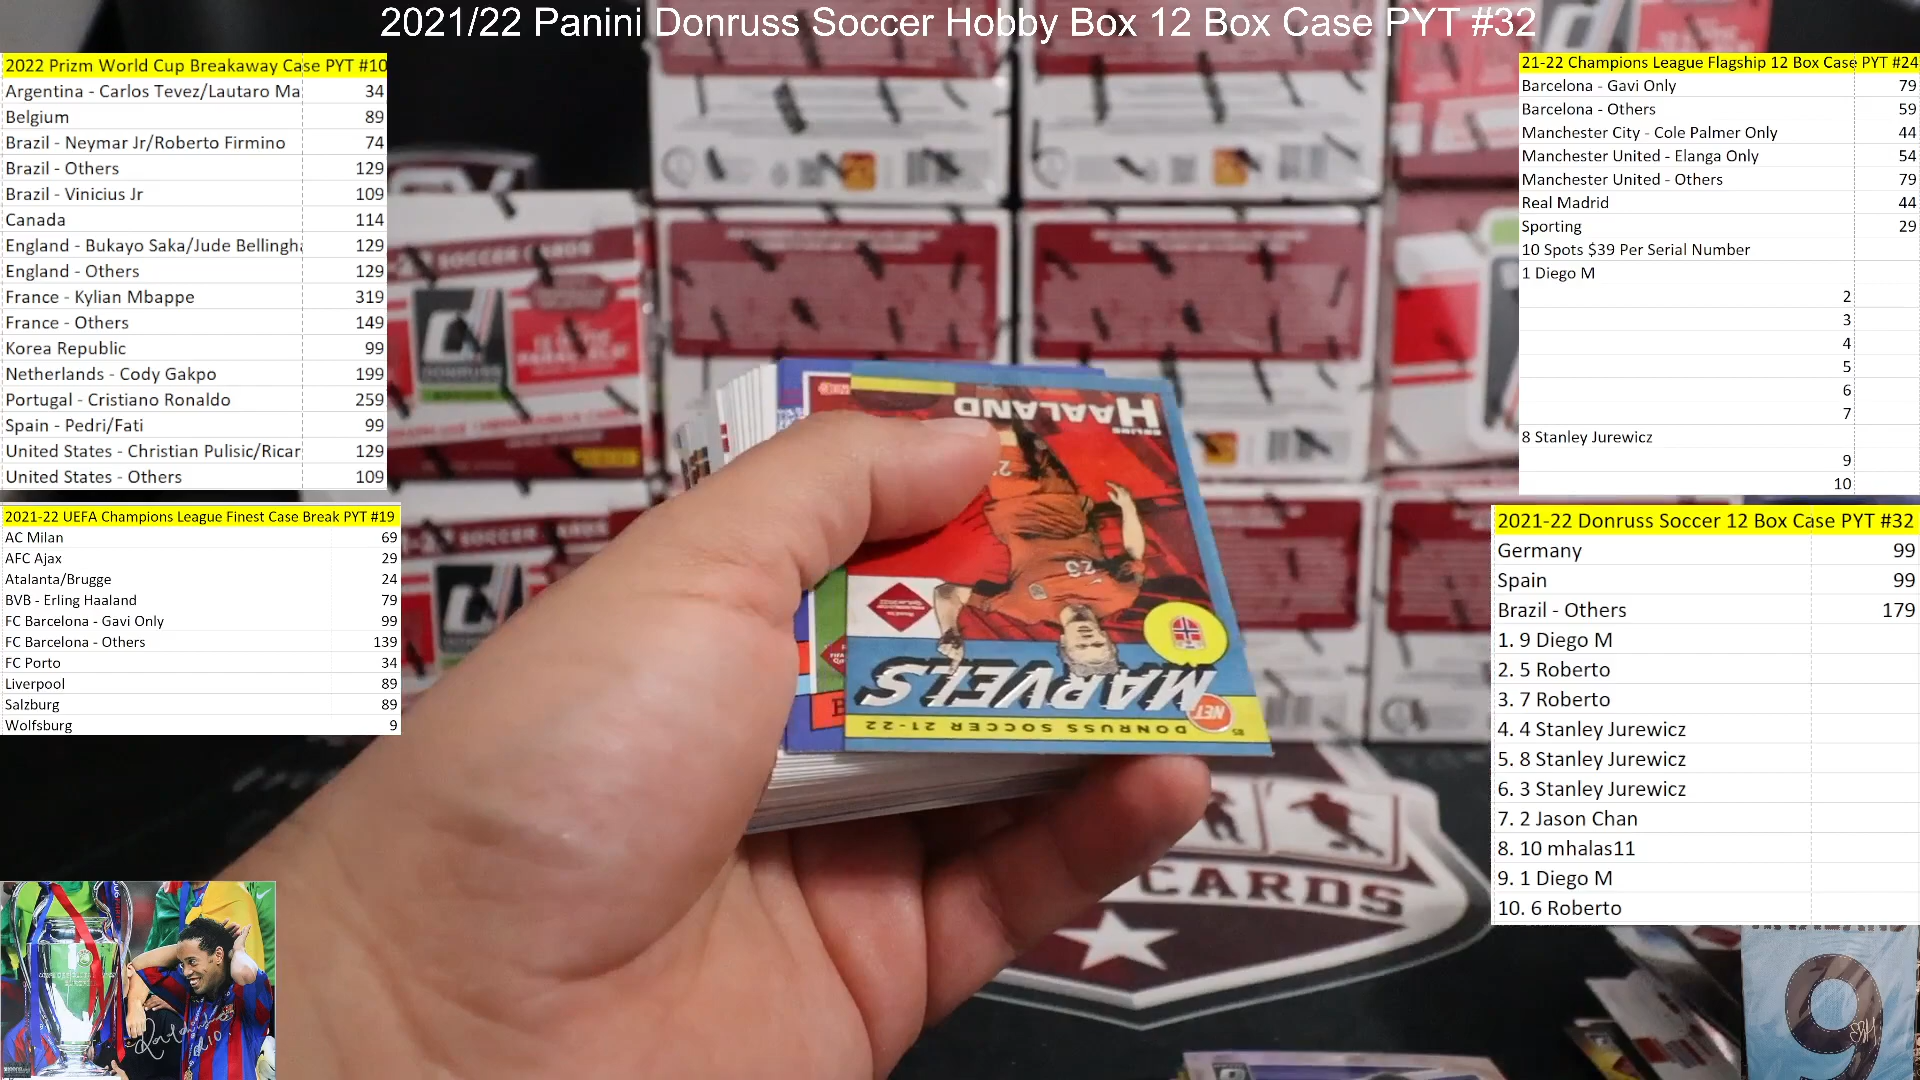 2021/22 Panini Donruss Soccer Hobby Box 12 Box Case PYT #32
2022 Prizm World Cup Breakaway Case PYT #10
Argentina - Carlos Tevez/Lautaro Ma 34
Belgium 89
Brazil - Neymar Jr/Roberto Firmino 74
Brazil - Others 129
Brazil - Vinicius Jr 109
Canada 114
England - Bukayo Saka/Jude Bellingh 129
England - Others 129
France - Kylian Mbappe 319
France - Others 149
Korea Republic 99
Netherlands - Cody Gakpo 199
Portugal - Cristiano Ronaldo 259
Spain - Pedri/Fati 99
United States - Christian Pulisic/Ricar 129
United States - Others 109
2021-22 UEFA Champions League Finest Case Break PYT #19
AC Milan 69
AFC Ajax 29
Atalanta/Brugge 24
BVB - Erling Haaland 79
FC Barcelona - Gavi Only 99
FC Barcelona - Others 139
FC Porto 34
Liverpool 89
Salzburg 89
Wolfsburg 9
21-22 Champions League Flagship 12 Box Case PYT #24
Barcelona - Gavi Only 79
Barcelona - Others 59
Manchester City - Cole Palmer Only 44
Manchester United - Elanga Only 54
Manchester United - Others 79
Real Madrid 44
Sporting 29
10 Spots $39 Per Serial Number
1 Diego M
2
3
4
5
6
7
8 Stanley Jurewicz
9
10
2021-22 Donruss Soccer 12 Box Case PYT #32
Germany 99
Spain 99
Brazil - Others 179
1. 9 Diego M
2. 5 Roberto
3. 7 Roberto
4. 4 Stanley Jurewicz
5. 8 Stanley Jurewicz
6. 3 Stanley Jurewicz
7. 2 Jason Chan
8. 10 mhalas11
9. 1 Diego M
10. 6 Roberto
ERLING
HAALAND
23
NET
MARVELS
DONRUSS SOCCER 21-22
SOCCER CARDS
DONRUSS
CARDS
9